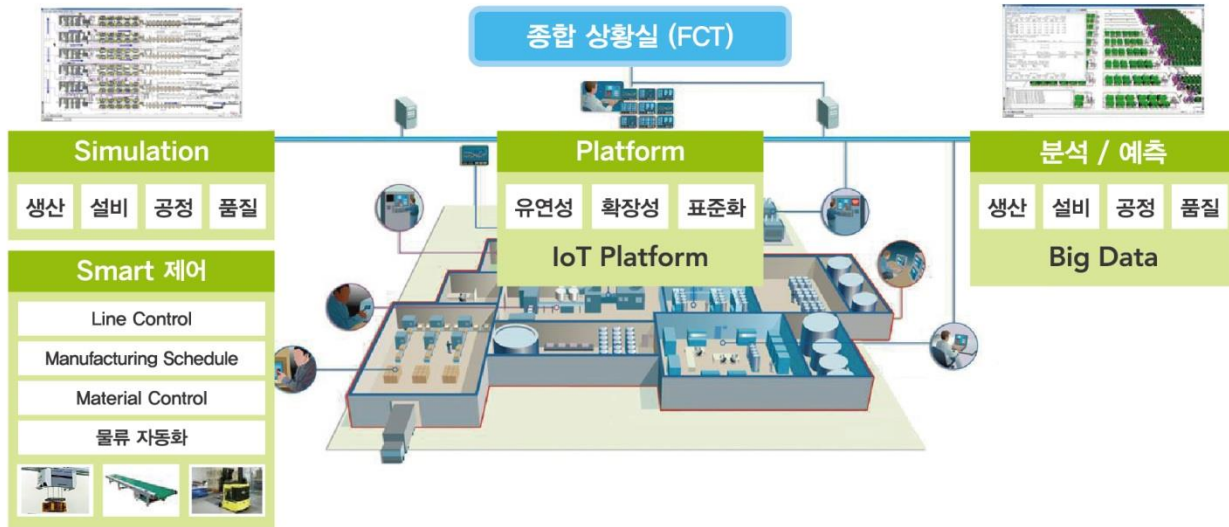 종합 상황실 (FCT)
Simulation
생산 설비 공정 품질
Smart 제어
Line Control
Manufacturing Schedule
Material Control
물류 자동화
Platform
유연성 확장성 표준화
IoT Platform
분석 / 예측
생산 설비 공정 품질
Big Data